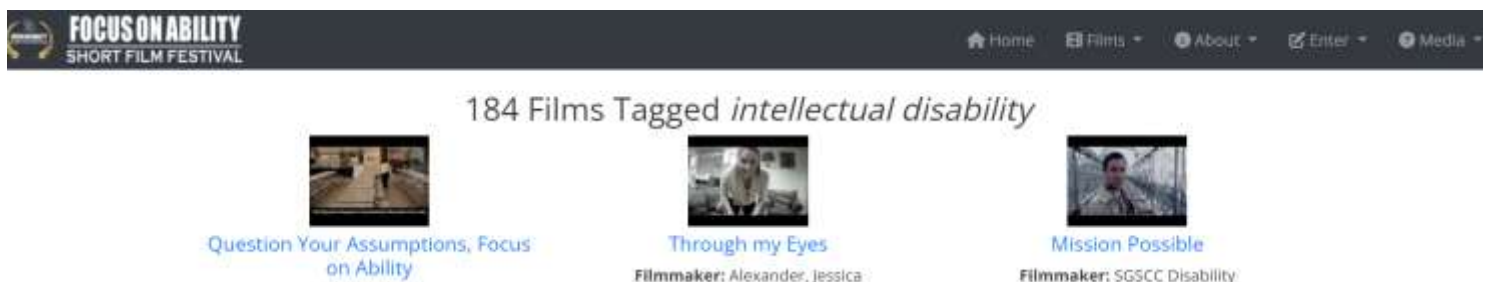 FOCUS ON ABILITY
SHORT FILM FESTIVAL
Home Films About Enter Media
184 Films Tagged intellectual disability
Question Your Assumptions, Focus
on Ability
Through my Eyes
Filmmaker: Alexander, Jessica
Mission Possible
Filmmaker: SGSCC Disability